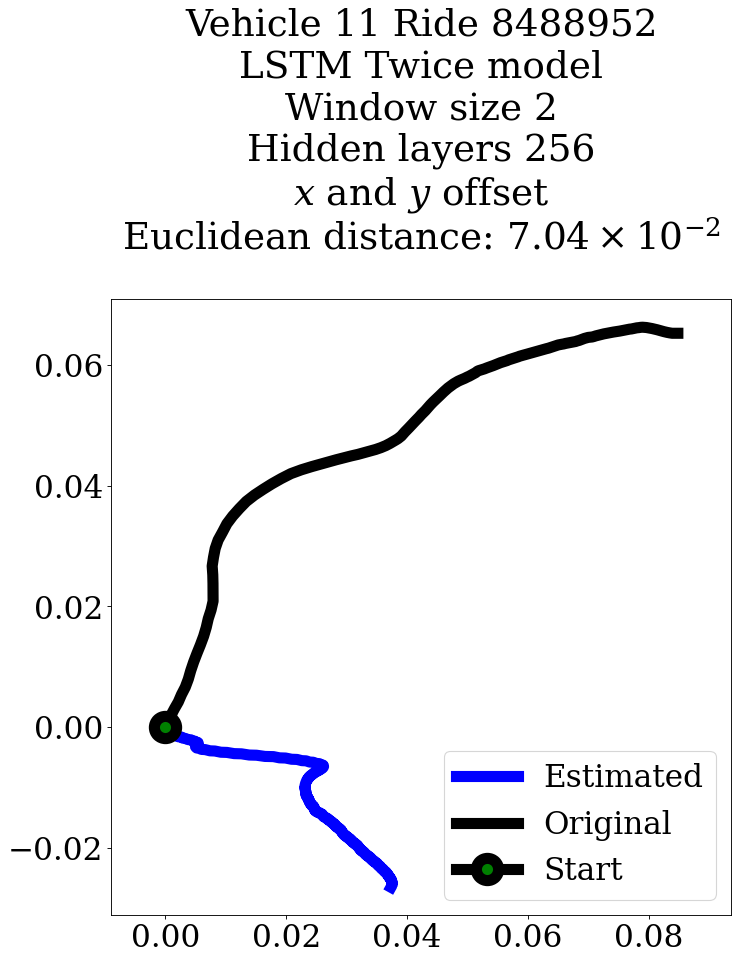 Vehicle 11 Ride 8488952
LSTM Twice model
Window size 2
Hidden layers 256
x and y offset
Euclidean distance: 7.04 × 10⁻²
0.06
0.04
0.02
0.00
−0.02
Estimated
Original
Start
0.00 0.02 0.04 0.06 0.08